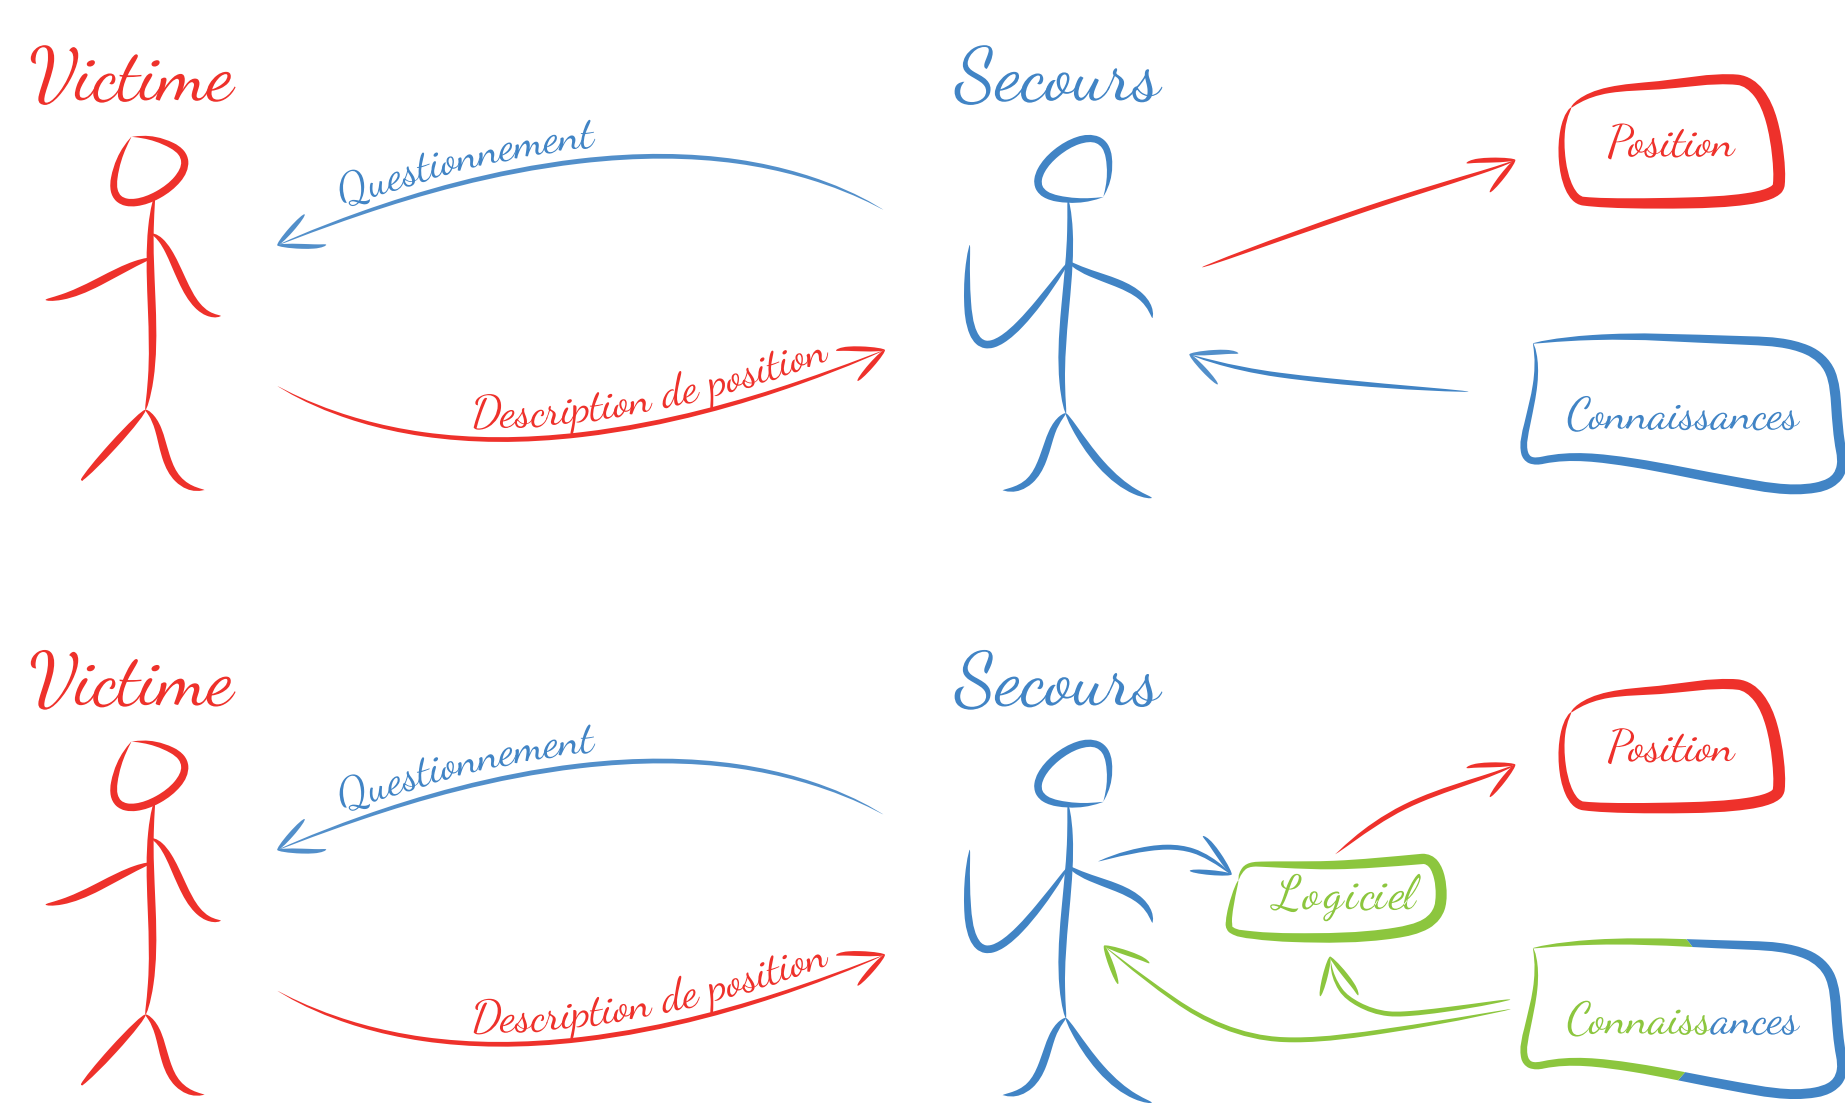 Victime
Secours
Questionnement
Position
Description de position
Connaissances
Victime
Secours
Questionnement
Position
Logiciel
Description de position
Connaissances